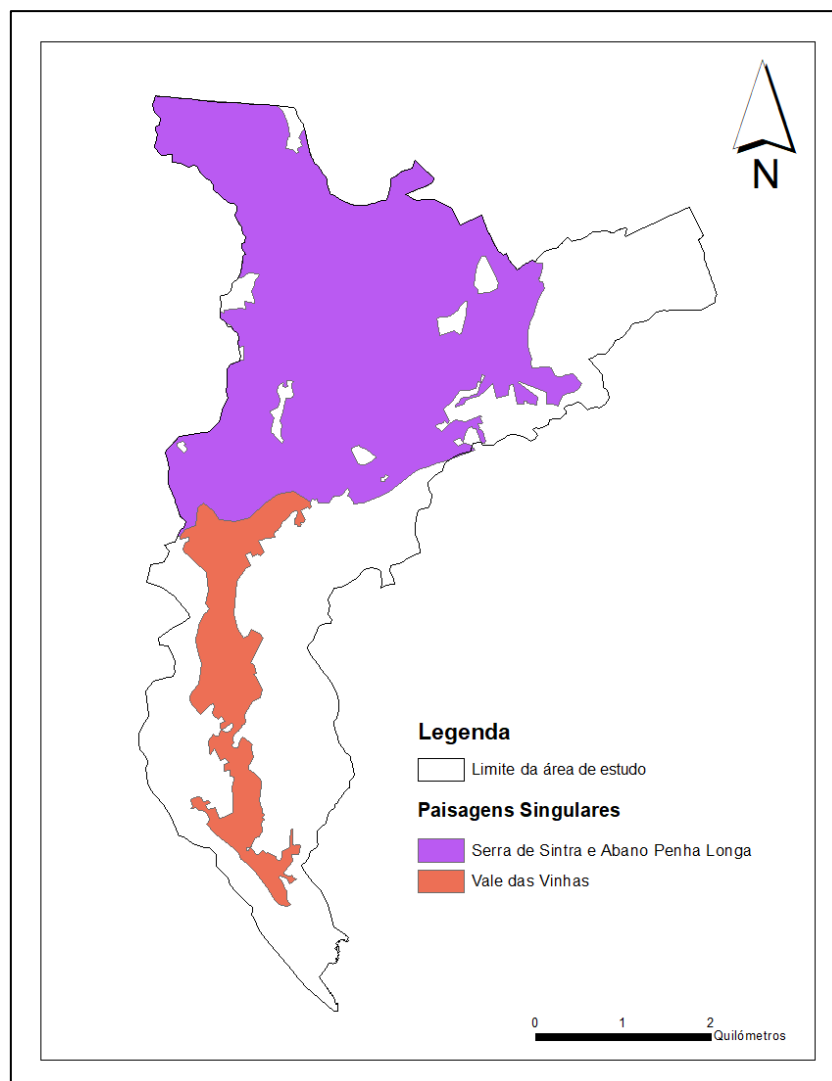 N
Legenda
Limite da área de estudo
Paisagens Singulares
Serra de Sintra e Abano Penha Longa
Vale das Vinhas
0 1 2
Quilómetros